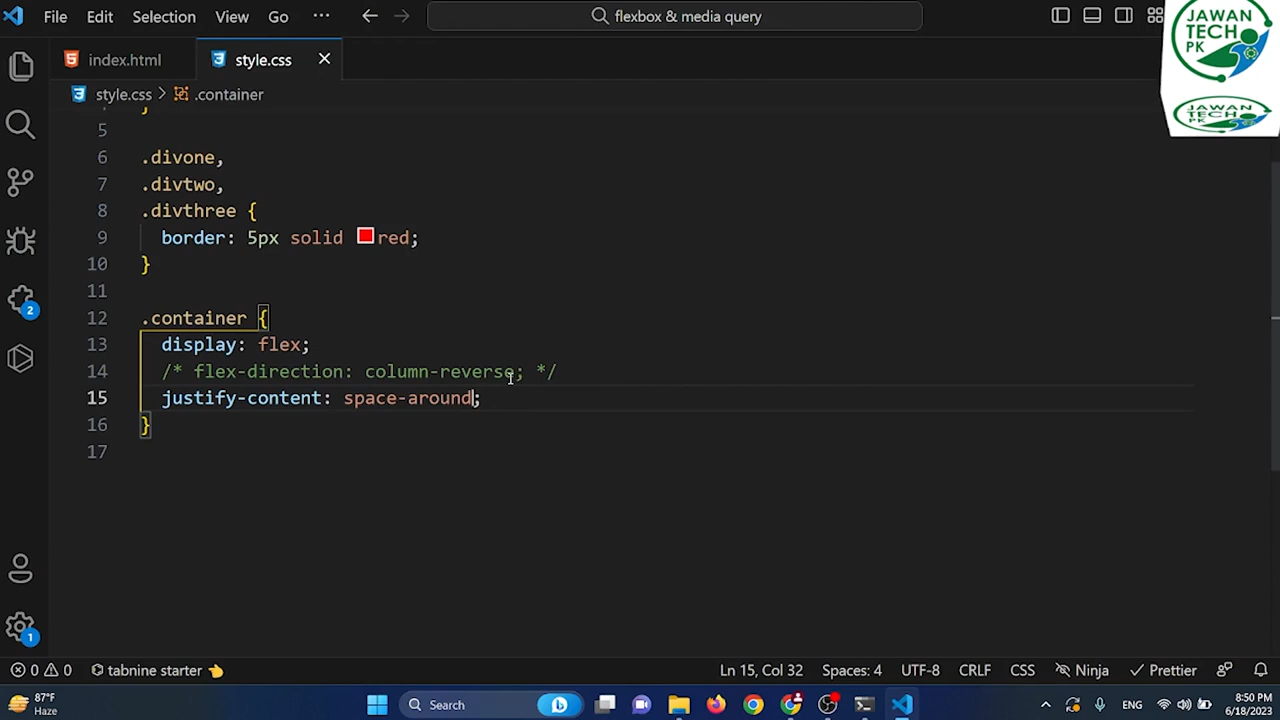 File Edit Selection View Go ··· flexbox & media query
JAWAN
TECH
PK
JAWAN
TECH
PK
index.html style.css
style.css > .container
}
5
6 .divone,
7 .divtwo,
8 .divthree {
9 border: 5px solid red;
10 }
11
12 .container {
13 display: flex;
14 /* flex-direction: column-reverse; */
15 justify-content: space-around;
16 }
17
2
1
0 0 tabnine starter Ln 15, Col 32 Spaces: 4 UTF-8 CRLF CSS Ninja Prettier
87°F
Haze
Search
ENG
8:50 PM
6/18/2023